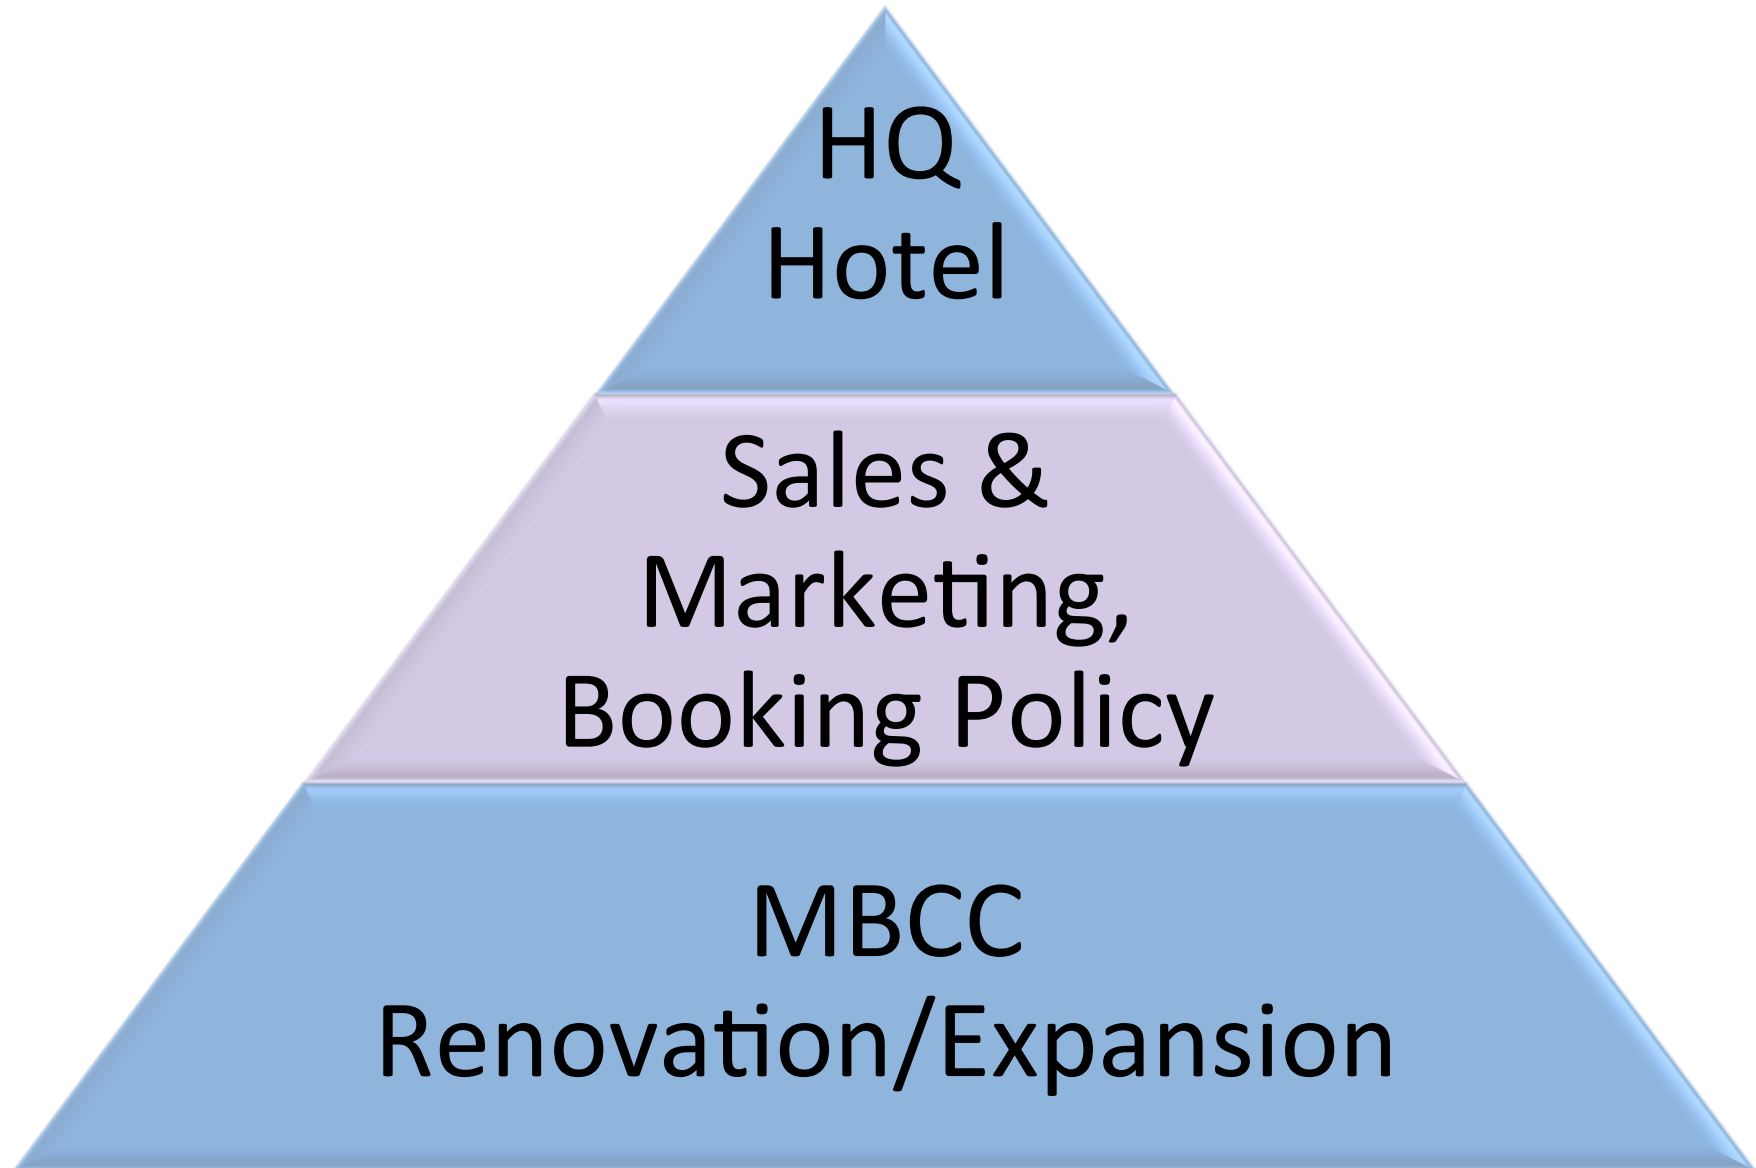 HQ
Hotel
Sales &
Marketing,
Booking Policy
MBCC
Renovation/Expansion